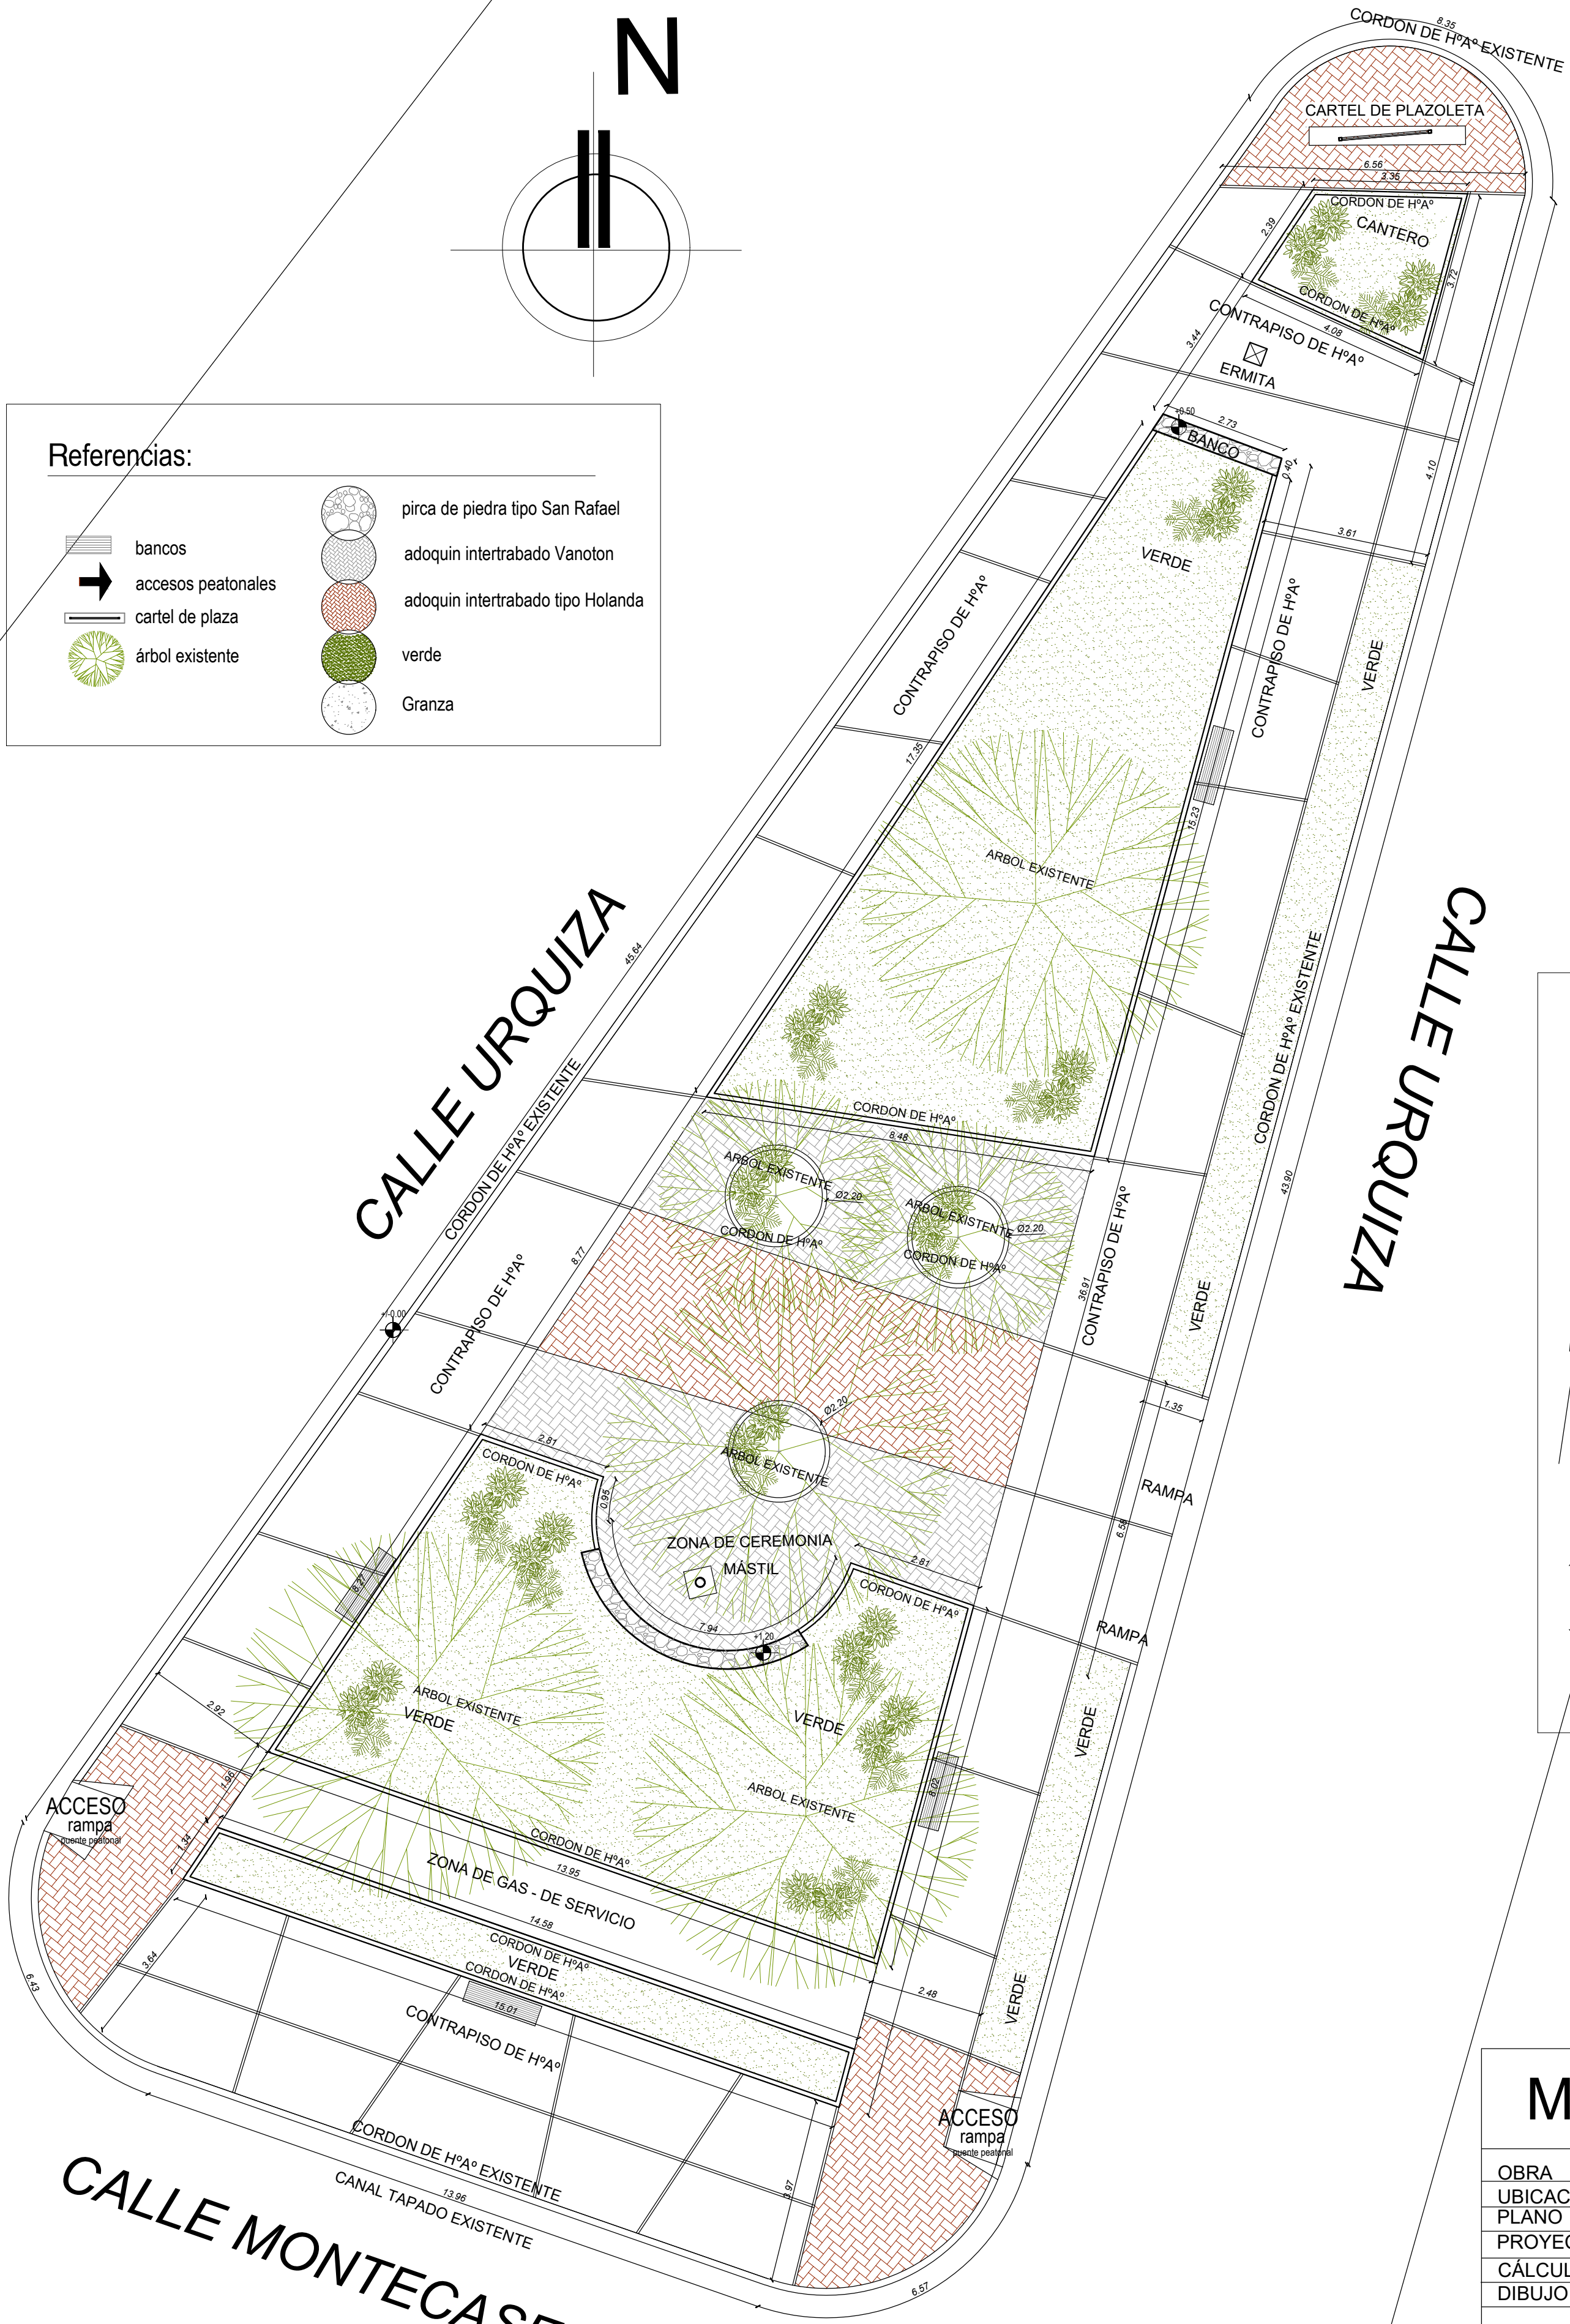 N
CORDON DE HºAº EXISTENTE
8.35
CARTEL DE PLAZOLETA
6.56
3.35
CORDON DE HºAº
CANTERO
2.39
3.72
CORDON DE HºAº
4.08
CONTRAPISO DE HºAº
3.44
ERMITA
+0.50
2.73
BANCO
0.40
4.10
3.61
VERDE
Referencias:
bancos
accesos peatonales
cartel de plaza
árbol existente
pirca de piedra tipo San Rafael
adoquin intertrabado Vanoton
adoquin intertrabado tipo Holanda
verde
Granza
CONTRAPISO DE HºAº
CONTRAPISO DE HºAº
VERDE
17.35
15.23
ARBOL EXISTENTE
CALLE URQUIZA
45.64
CALLE URQUIZA
CORDON DE HºAº EXISTENTE
43.90
CORDON DE HºAº EXISTENTE
CORDON DE HºAº
8.48
ARBOL EXISTENTE
Ø2.20
CORDON DE HºAº
ARBOL EXISTENTE
Ø2.20
CORDON DE HºAº
8.77
36.91
CONTRAPISO DE HºAº
VERDE
+/-0.00
CONTRAPISO DE HºAº
1.35
Ø2.20
ARBOL EXISTENTE
2.81
CORDON DE HºAº
0.95
RAMPA
6.58
ZONA DE CEREMONIA
MÁSTIL
2.81
CORDON DE HºAº
7.94
+1.20
RAMPA
8.27
ARBOL EXISTENTE
VERDE
VERDE
VERDE
2.92
ARBOL EXISTENTE
8.02
1.96
ACCESO
rampa
puente peatonal
1.34
CORDON DE HºAº
13.95
ZONA DE GAS - DE SERVICIO
14.58
CORDON DE HºAº
VERDE
CORDON DE HºAº
15.01
CONTRAPISO DE HºAº
3.64
6.43
2.48
VERDE
ACCESO
rampa
puente peatonal
3.97
CORDON DE HºAº EXISTENTE
13.96
CANAL TAPADO EXISTENTE
6.57
CALLE MONTECASE
M
OBRA
UBICAC
PLANO
PROYEC
CÁLCUL
DIBUJO